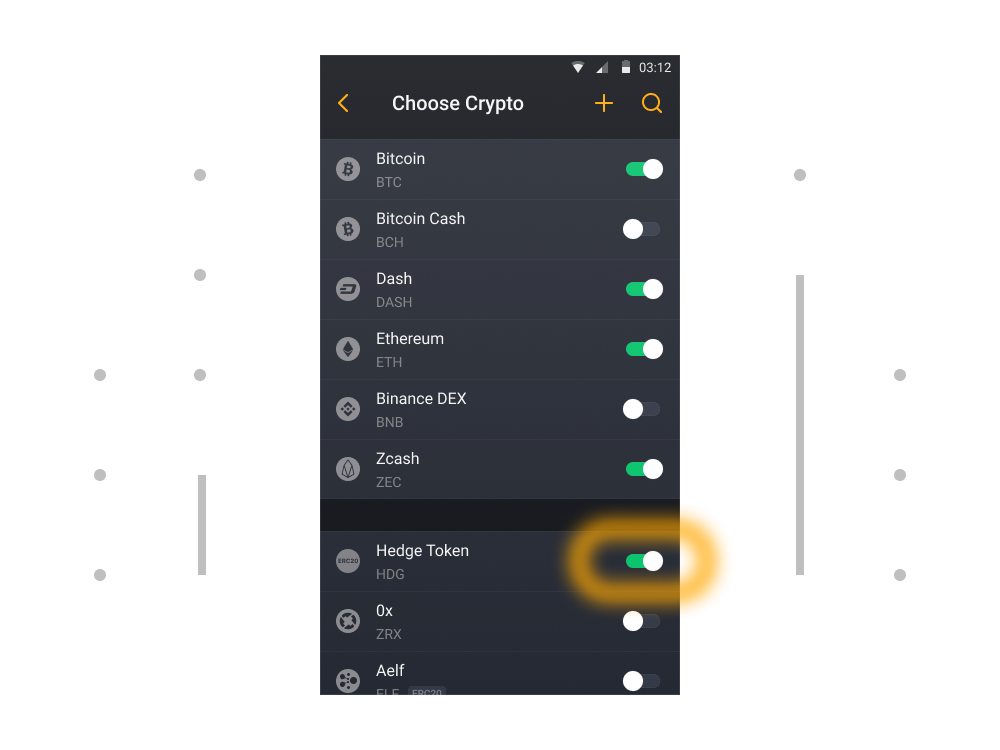 03:12
Choose Crypto
Bitcoin
BTC
Bitcoin Cash
BCH
Dash
DASH
Ethereum
ETH
Binance DEX
BNB
Zcash
ZEC
Hedge Token
ERC20
HDG
0x
ZRX
Aelf
ELF ERC20